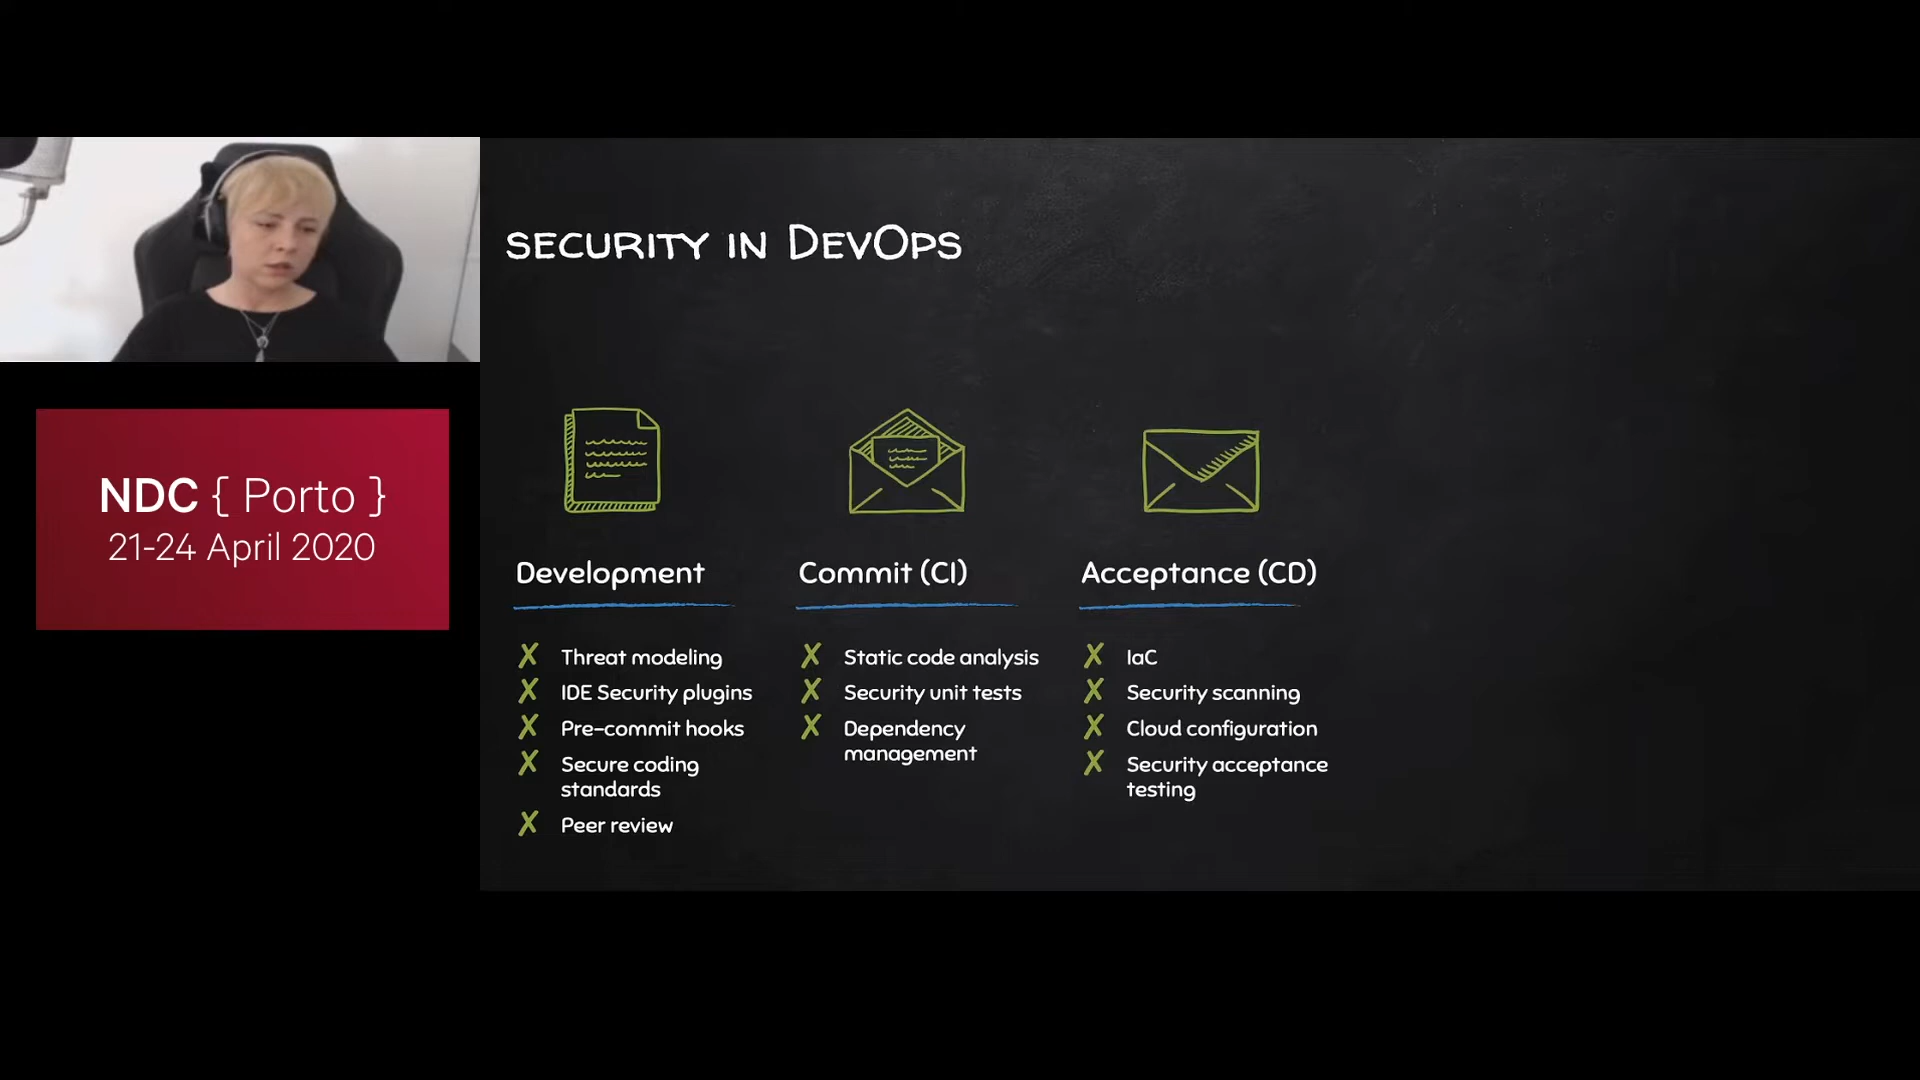 SECURITY IN DEVOPS
NDC { Porto }
21-24 April 2020
Development
Threat modeling
IDE Security plugins
Pre-commit hooks
Secure coding
standards
Peer review
Commit (CI)
Static code analysis
Security unit tests
Dependency
management
Acceptance (CD)
IaC
Security scanning
Cloud configuration
Security acceptance
testing